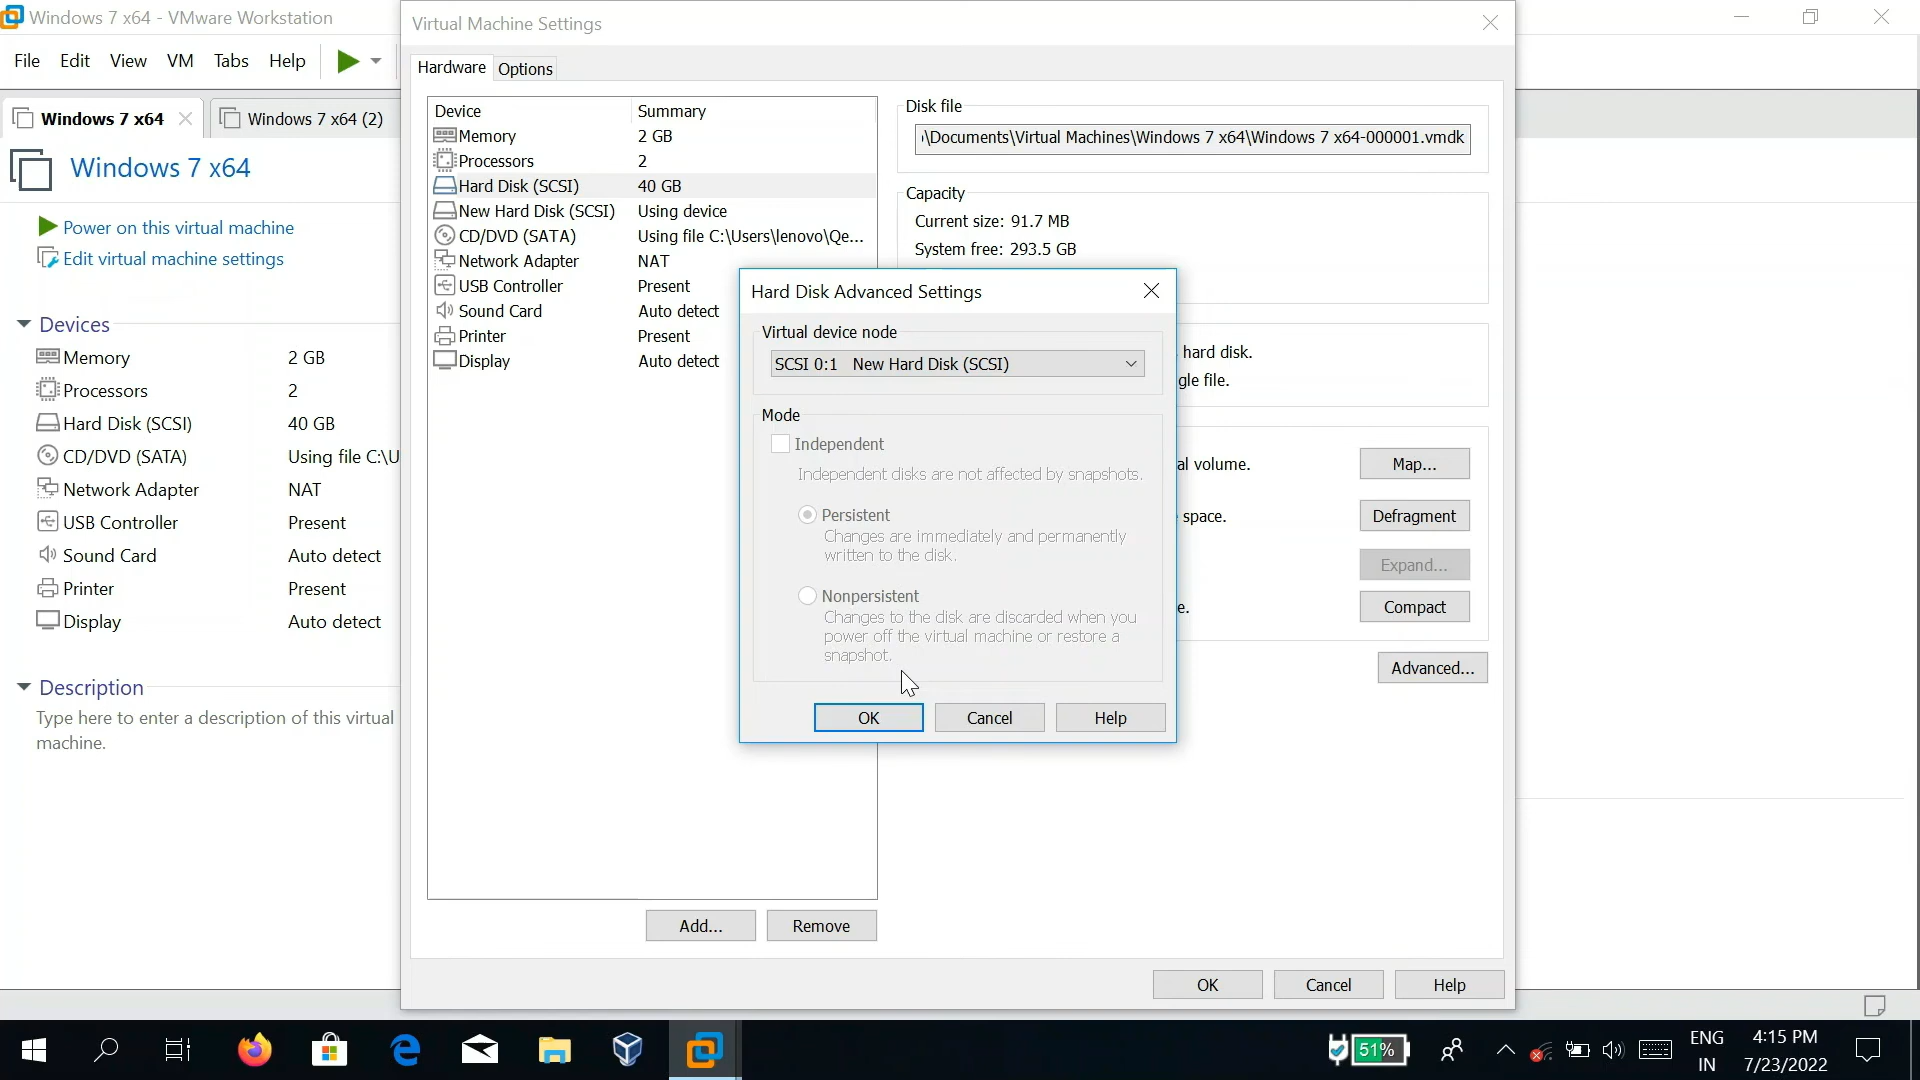 Windows 7 x64 - VMware Workstation
File Edit View VM Tabs Help
Windows 7 x64
Windows 7 x64 (2)
Windows 7 x64
Power on this virtual machine
Edit virtual machine settings
Devices
Memory 2 GB
Processors 2
Hard Disk (SCSI) 40 GB
CD/DVD (SATA) Using file C:\U
Network Adapter NAT
USB Controller Present
Sound Card Auto detect
Printer Present
Display Auto detect
Description
Type here to enter a description of this virtual
machine.
Virtual Machine Settings
Hardware Options
Device Summary
Memory 2 GB
Processors 2
Hard Disk (SCSI) 40 GB
New Hard Disk (SCSI) Using device
CD/DVD (SATA) Using file C:\Users\lenovo\Qe...
Network Adapter NAT
USB Controller Present
Sound Card Auto detect
Printer Present
Display Auto detect
Add... Remove
Disk file
\Documents\Virtual Machines\Windows 7 x64\Windows 7 x64-000001.vmdk
Capacity
Current size: 91.7 MB
System free: 293.5 GB
hard disk.
gle file.
al volume. Map...
space. Defragment
Expand...
e. Compact
Advanced...
OK Cancel Help
Hard Disk Advanced Settings
Virtual device node
SCSI 0:1 New Hard Disk (SCSI)
Mode
Independent
Independent disks are not affected by snapshots.
Persistent
Changes are immediately and permanently
written to the disk.
Nonpersistent
Changes to the disk are discarded when you
power off the virtual machine or restore a
snapshot.
OK Cancel Help
51%
ENG
IN
4:15 PM
7/23/2022